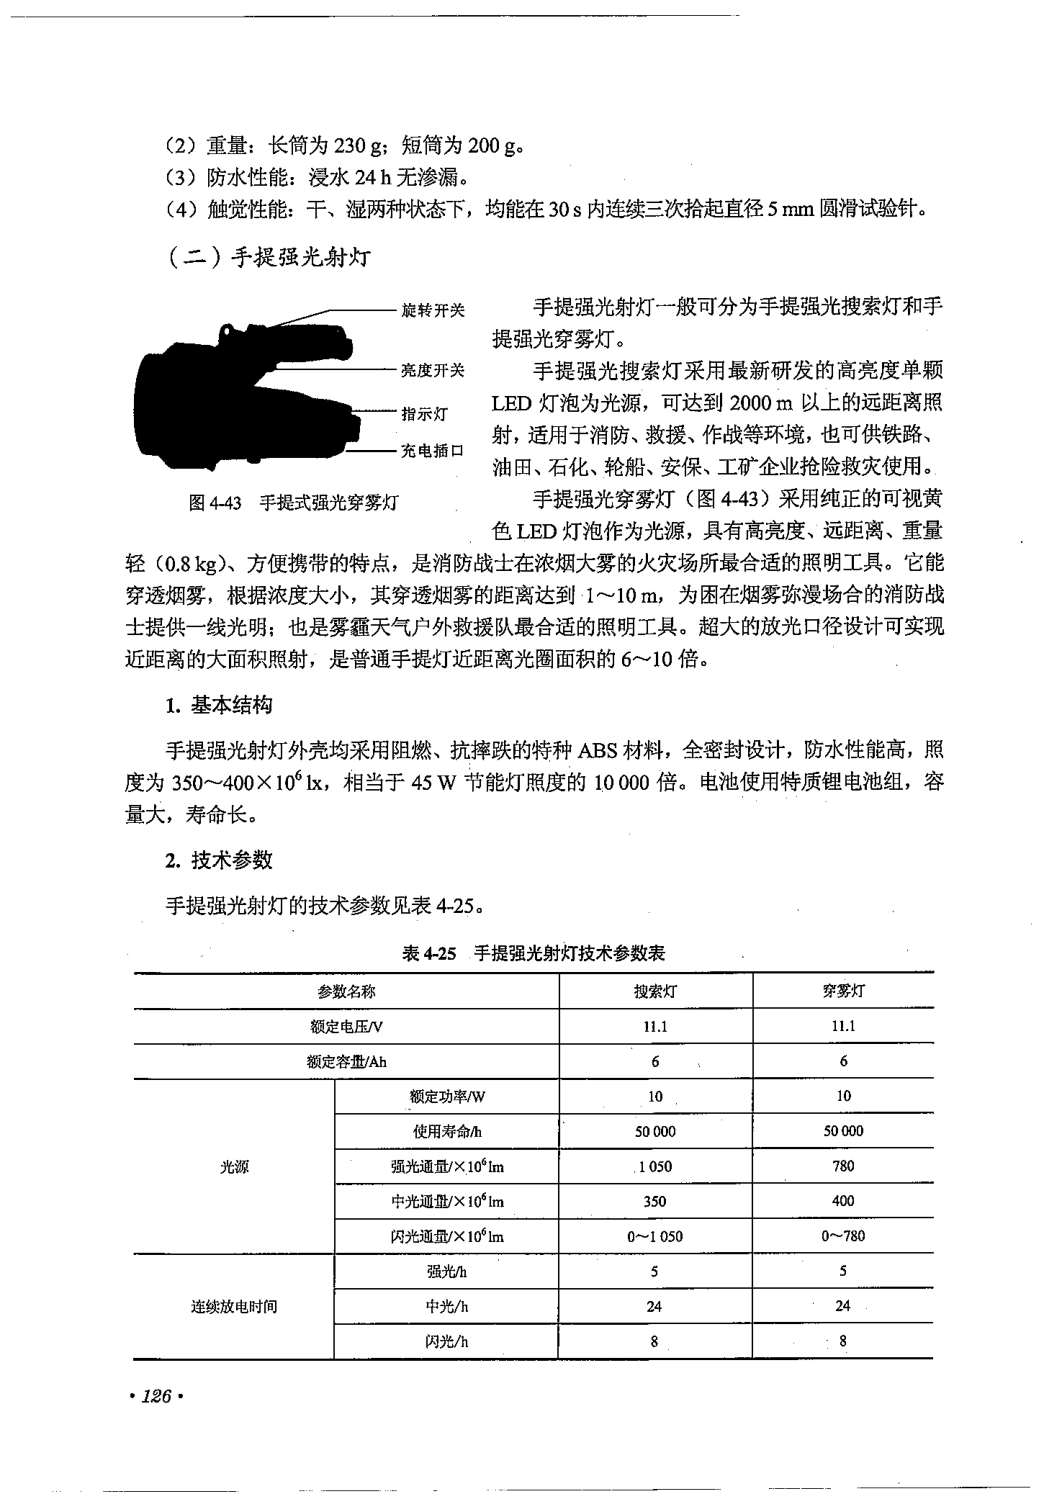 （2）重量：长筒为 230 g；短筒为 200 g。
（3）防水性能：浸水 24 h 无渗漏。
（4）触觉性能：干、湿两种状态下，均能在 30 s 内连续三次拾起直径 5 mm 圆滑试验针。
（二）手提强光射灯
旋转开关
亮度开关
指示灯
充电插口
图 4-43 手提式强光穿雾灯
手提强光射灯一般可分为手提强光搜索灯和手
提强光穿雾灯。
手提强光搜索灯采用最新研发的高亮度单颗
LED 灯泡为光源，可达到 2000 m 以上的远距离照
射，适用于消防、救援、作战等环境，也可供铁路、
油田、石化、轮船、安保、工矿企业抢险救灾使用。
手提强光穿雾灯（图 4-43）采用纯正的可视黄
色 LED 灯泡作为光源，具有高亮度、远距离、重量
轻（0.8 kg）、方便携带的特点，是消防战士在浓烟大雾的火灾场所最合适的照明工具。它能
穿透烟雾，根据浓度大小，其穿透烟雾的距离达到 1～10 m，为困在烟雾弥漫场合的消防战
士提供一线光明；也是雾霾天气户外救援队最合适的照明工具。超大的放光口径设计可实现
近距离的大面积照射，是普通手提灯近距离光圈面积的 6～10 倍。
1. 基本结构
手提强光射灯外壳均采用阻燃、抗摔跌的特种 ABS 材料，全密封设计，防水性能高，照
度为 350～400×10⁶ lx，相当于 45 W 节能灯照度的 10 000 倍。电池使用特质锂电池组，容
量大，寿命长。
2. 技术参数
手提强光射灯的技术参数见表 4-25。
表 4-25 手提强光射灯技术参数表
参数名称 搜索灯 穿雾灯
额定电压/V 11.1 11.1
额定容量/Ah 6 6
光源 额定功率/W 10 10
使用寿命/h 50 000 50 000
强光通量/×10⁶lm 1 050 780
中光通量/×10⁶lm 350 400
闪光通量/×10⁶lm 0～1 050 0～780
连续放电时间 强光/h 5 5
中光/h 24 24
闪光/h 8 8
·126·